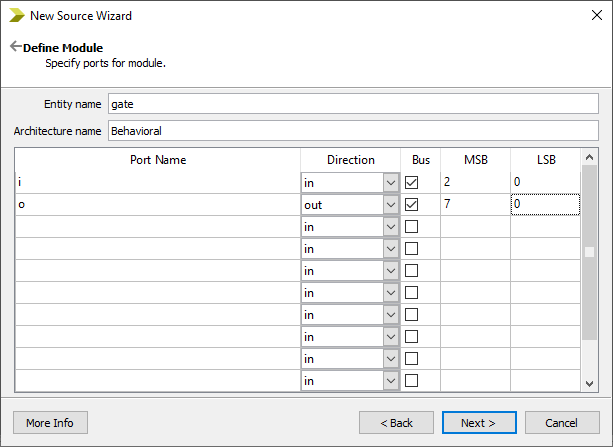 New Source Wizard
Define Module
Specify ports for module.
Entity name gate
Architecture name Behavioral
Port Name Direction Bus MSB LSB
i in 2 0
o out 7 0
in
in
in
in
in
in
in
in
More Info < Back Next > Cancel